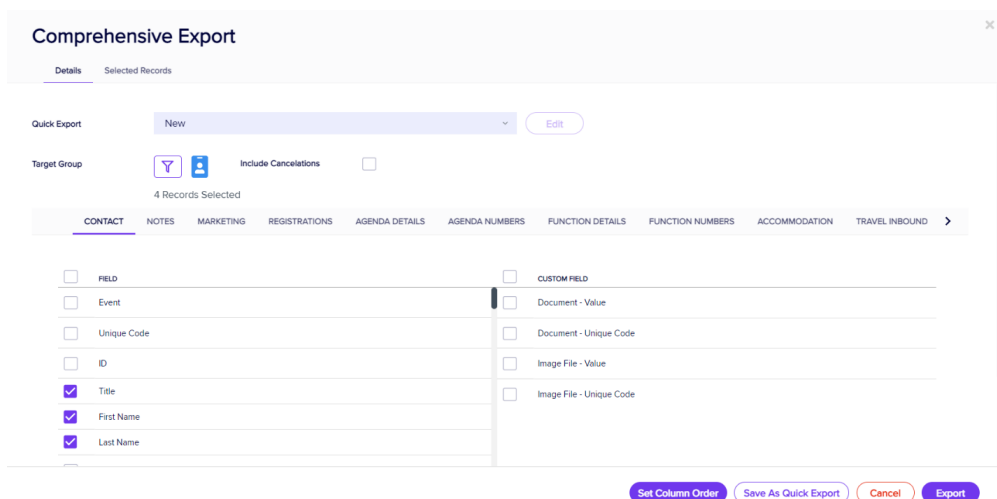 Comprehensive Export
Details Selected Records
Quick Export New Edit
Target Group Include Cancelations
4 Records Selected
CONTACT NOTES MARKETING REGISTRATIONS AGENDA DETAILS AGENDA NUMBERS FUNCTION DETAILS FUNCTION NUMBERS ACCOMMODATION TRAVEL INBOUND
FIELD CUSTOM FIELD
Event Document - Value
Unique Code Document - Unique Code
ID Image File - Value
Title Image File - Unique Code
First Name
Last Name
Set Column Order Save As Quick Export Cancel Export